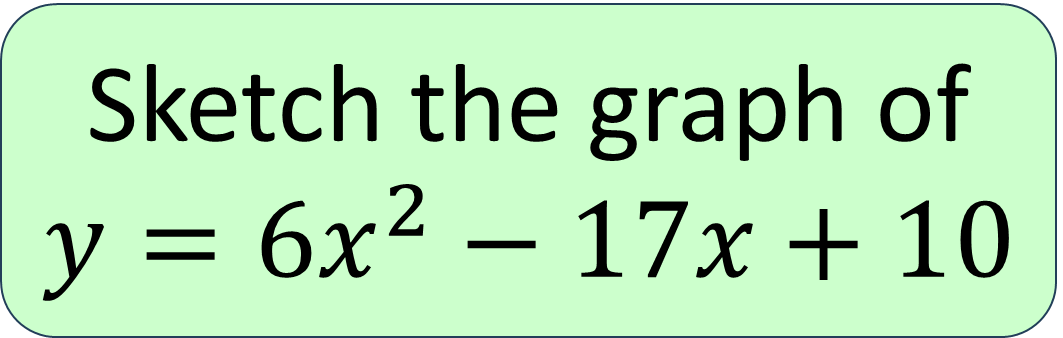 Sketch the graph of
y = 6x² − 17x + 10